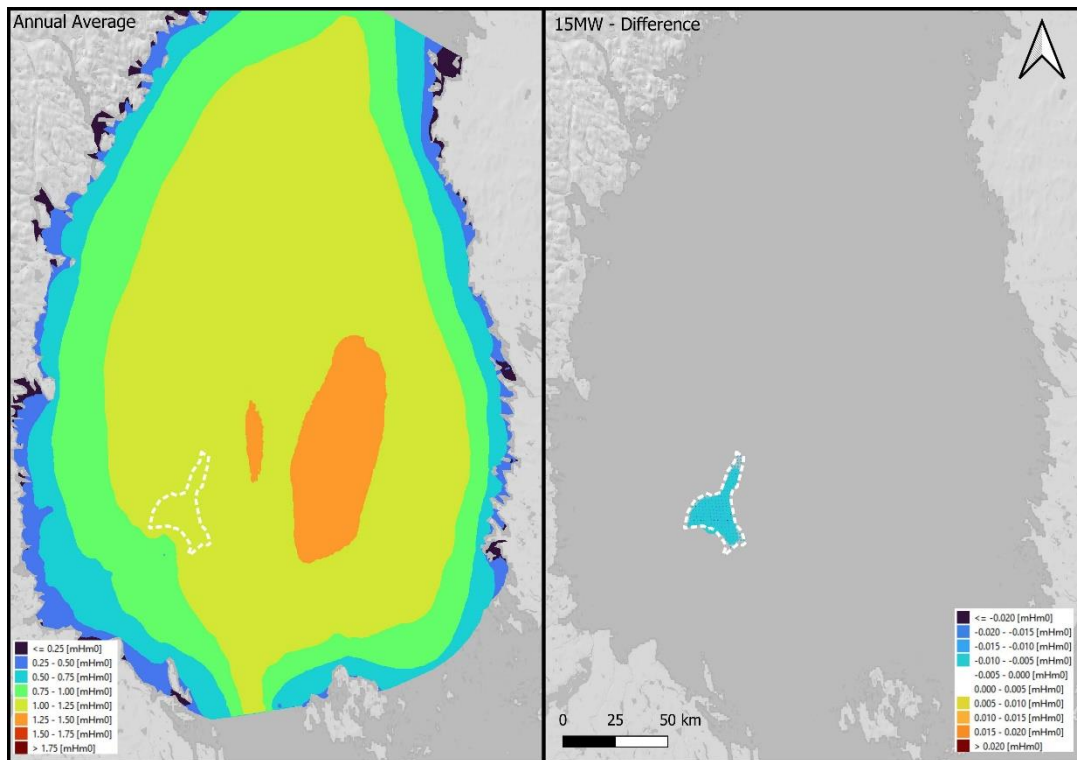 Annual Average
<= 0.25 [mHm0]
0.25 - 0.50 [mHm0]
0.50 - 0.75 [mHm0]
0.75 - 1.00 [mHm0]
1.00 - 1.25 [mHm0]
1.25 - 1.50 [mHm0]
1.50 - 1.75 [mHm0]
> 1.75 [mHm0]
15MW - Difference
0 25 50 km
<= -0.020 [mHm0]
-0.020 - -0.015 [mHm0]
-0.015 - -0.010 [mHm0]
-0.010 - -0.005 [mHm0]
-0.005 - 0.000 [mHm0]
0.000 - 0.005 [mHm0]
0.005 - 0.010 [mHm0]
0.010 - 0.015 [mHm0]
0.015 - 0.020 [mHm0]
> 0.020 [mHm0]